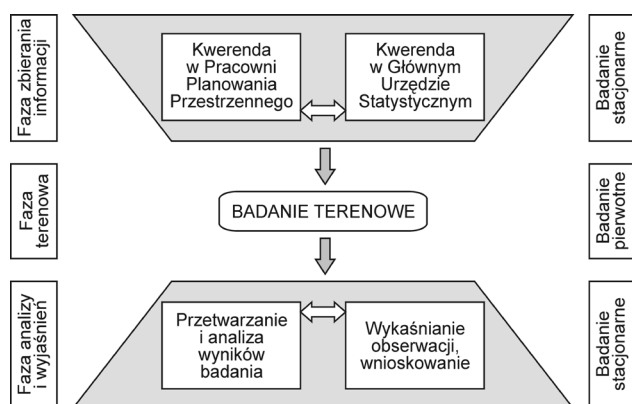 Faza zbierania
informacji
Kwerenda
w Pracowni
Planowania
Przestrzennego
Kwerenda
w Głównym
Urzędzie
Statystycznym
Badanie
stacjonarne
Faza
terenowa
BADANIE TERENOWE
Badanie
pierwotne
Faza analizy
i wyjaśnień
Przetwarzanie
i analiza
wyników
badania
Wykaśnianie
obserwacji,
wnioskowanie
Badanie
stacjonarne